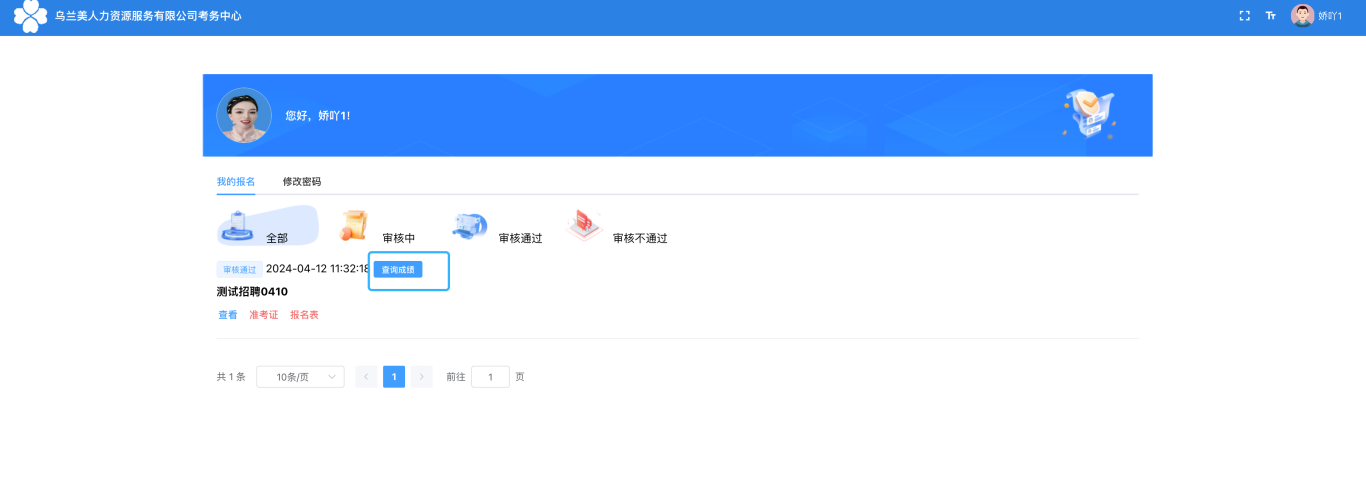 乌兰美人力资源服务有限公司考务中心
娇吖1
您好，娇吖1!
我的报名 修改密码
全部 审核中 审核通过 审核不通过
审核通过 2024-04-12 11:32:18 查询成绩
测试招聘0410
查看 准考证 报名表
共 1 条 10条/页 1 前往 1 页